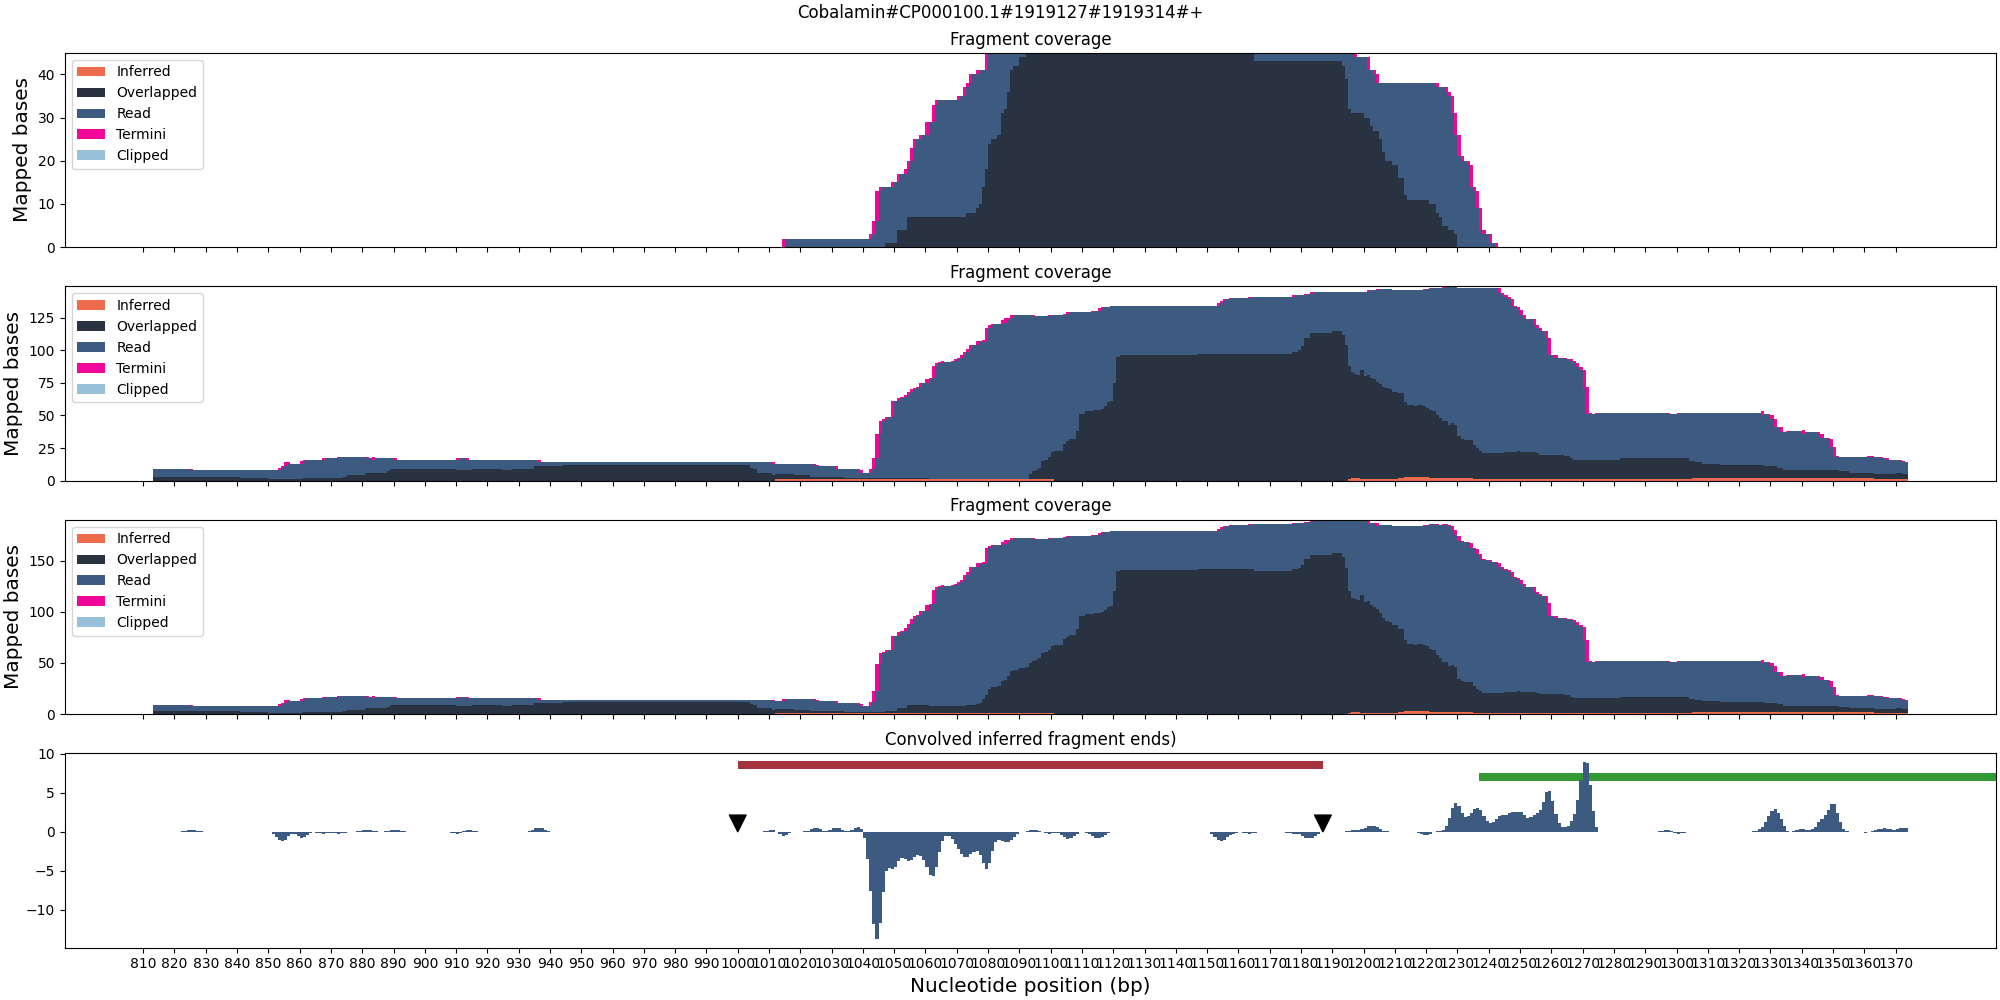 Cobalamin#CP000100.1#1919127#1919314#+
Fragment coverage
Mapped bases
40
30
20
10
0
Inferred
Overlapped
Read
Termini
Clipped
Fragment coverage
Mapped bases
125
100
75
50
25
0
Inferred
Overlapped
Read
Termini
Clipped
Fragment coverage
Mapped bases
150
100
50
0
Inferred
Overlapped
Read
Termini
Clipped
Convolved inferred fragment ends)
10
5
0
−5
−10
810 820 830 840 850 860 870 880 890 900 910 920 930 940 950 960 970 980 990 1000 1010 1020 1030 1040 1050 1060 1070 1080 1090 1100 1110 1120 1130 1140 1150 1160 1170 1180 1190 1200 1210 1220 1230 1240 1250 1260 1270 1280 1290 1300 1310 1320 1330 1340 1350 1360 1370
Nucleotide position (bp)